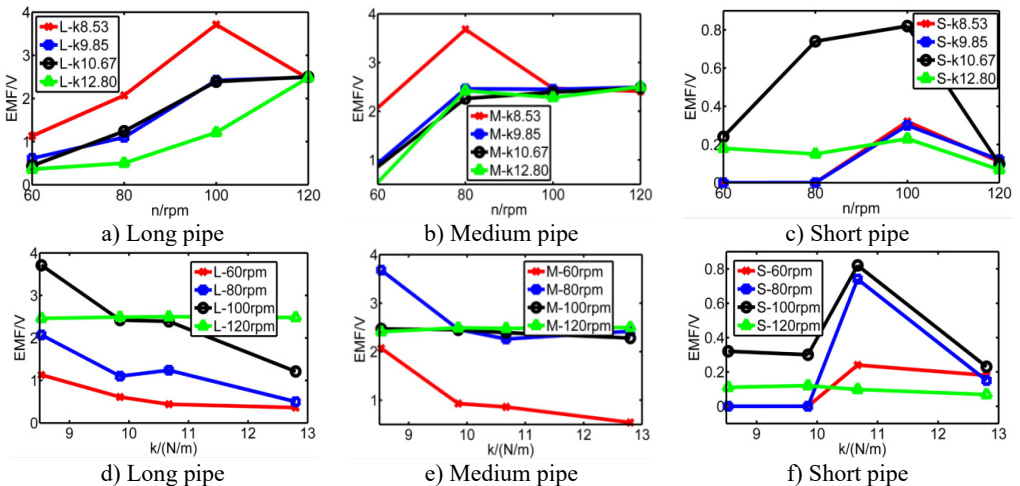 EMF/V
4
3
2
1
0
60
80
100
120
n/rpm
L-k8.53
L-k9.85
L-k10.67
L-k12.80
a) Long pipe
EMF/V
4
3
2
1
60
80
100
120
n/rpm
M-k8.53
M-k9.85
M-k10.67
M-k12.80
b) Medium pipe
EMF/V
0.8
0.4
0.2
0
60
80
100
120
n/rpm
S-k8.53
S-k9.85
S-k10.67
S-k12.80
c) Short pipe
EMF/V
4
3
2
1
0
9
10
11
12
13
k/(N/m)
L-60rpm
L-80rpm
L-100rpm
L-120rpm
d) Long pipe
EMF/V
4
3
2
1
9
10
11
12
13
k/(N/m)
M-60rpm
M-80rpm
M-100rpm
M-120rpm
e) Medium pipe
EMF/V
0.8
0.6
0.4
0.2
0
9
10
11
12
13
k/(N/m)
S-60rpm
S-80rpm
S-100rpm
S-120rpm
f) Short pipe